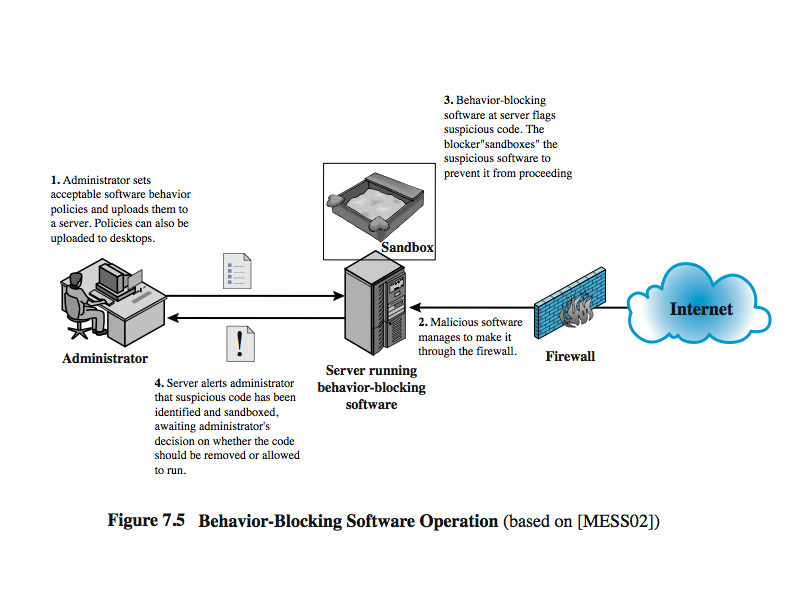 3. Behavior-blocking
software at server flags
suspicious code. The
blocker"sandboxes" the
suspicious software to
prevent it from proceeding
1. Administrator sets
acceptable software behavior
policies and uploads them to
a server. Policies can also be
uploaded to desktops.
Sandbox
Internet
2. Malicious software
manages to make it
through the firewall.
Administrator
Firewall
Server running
behavior-blocking
software
4. Server alerts administrator
that suspicious code has been
identified and sandboxed,
awaiting administrator's
decision on whether the code
should be removed or allowed
to run.
!
Figure 7.5 Behavior-Blocking Software Operation (based on [MESS02])